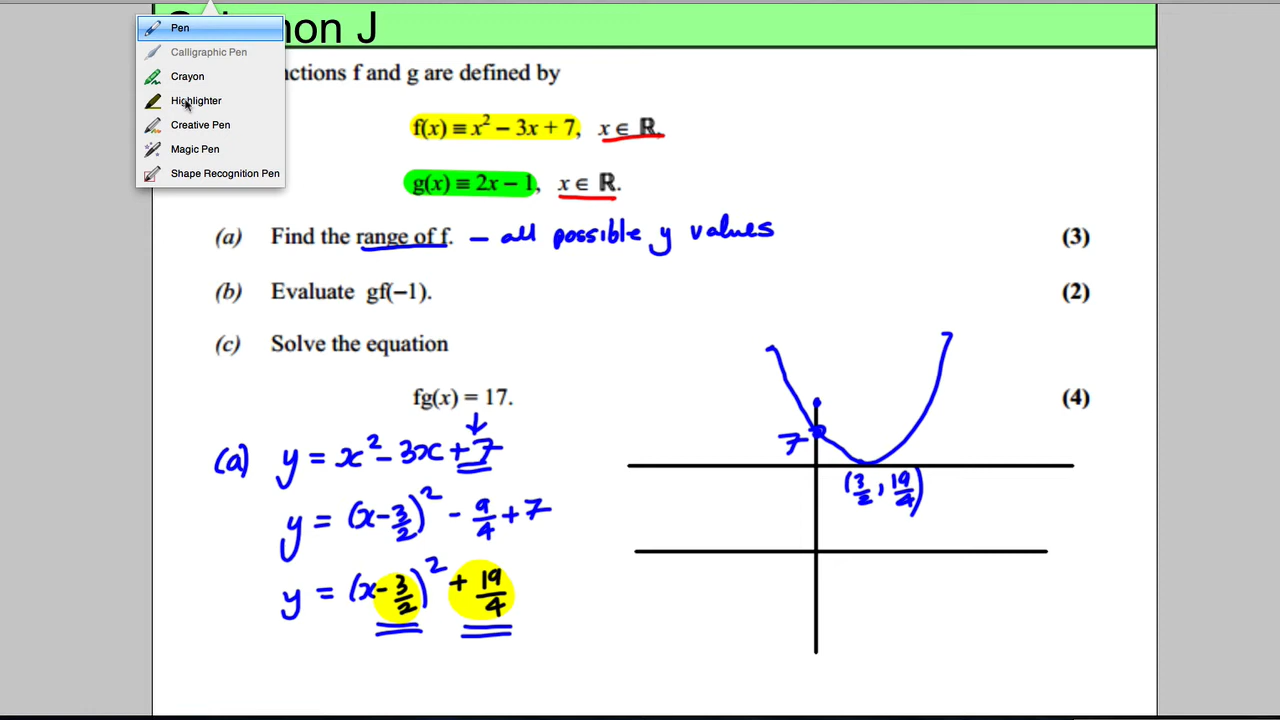 Pen
Calligraphic Pen
Crayon
Highlighter
Creative Pen
Magic Pen
Shape Recognition Pen
mon J
nctions f and g are defined by
f(x) ≡ x² − 3x + 7, x ∈ ℝ.
g(x) ≡ 2x − 1, x ∈ ℝ.
(a) Find the range of f. – all possible y values (3)
(b) Evaluate gf(−1). (2)
(c) Solve the equation
fg(x) = 17. (4)
(a) y = x² − 3x + 7
y = (x − 3/2)² − 9/4 + 7
y = (x − 3/2)² + 19/4
7
(3/2, 19/4)